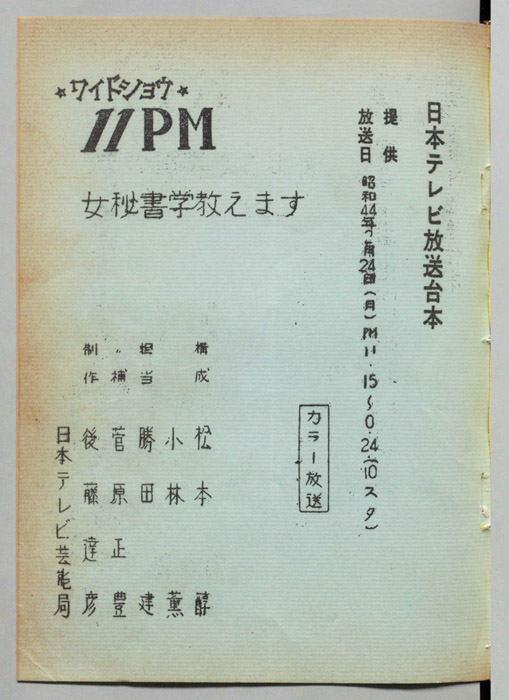 日本テレビ放送台本
提供
放送日 昭和44年2月24日(月)PM11・15~0・24(10スタ)
カラー放送
★ワイドショウ★
11PM
女秘書学教えます
構成 松本 醇
小林 薫
担当 勝田 建
〃補 菅原正豊
制作 後藤達彦
日本テレビ芸能局